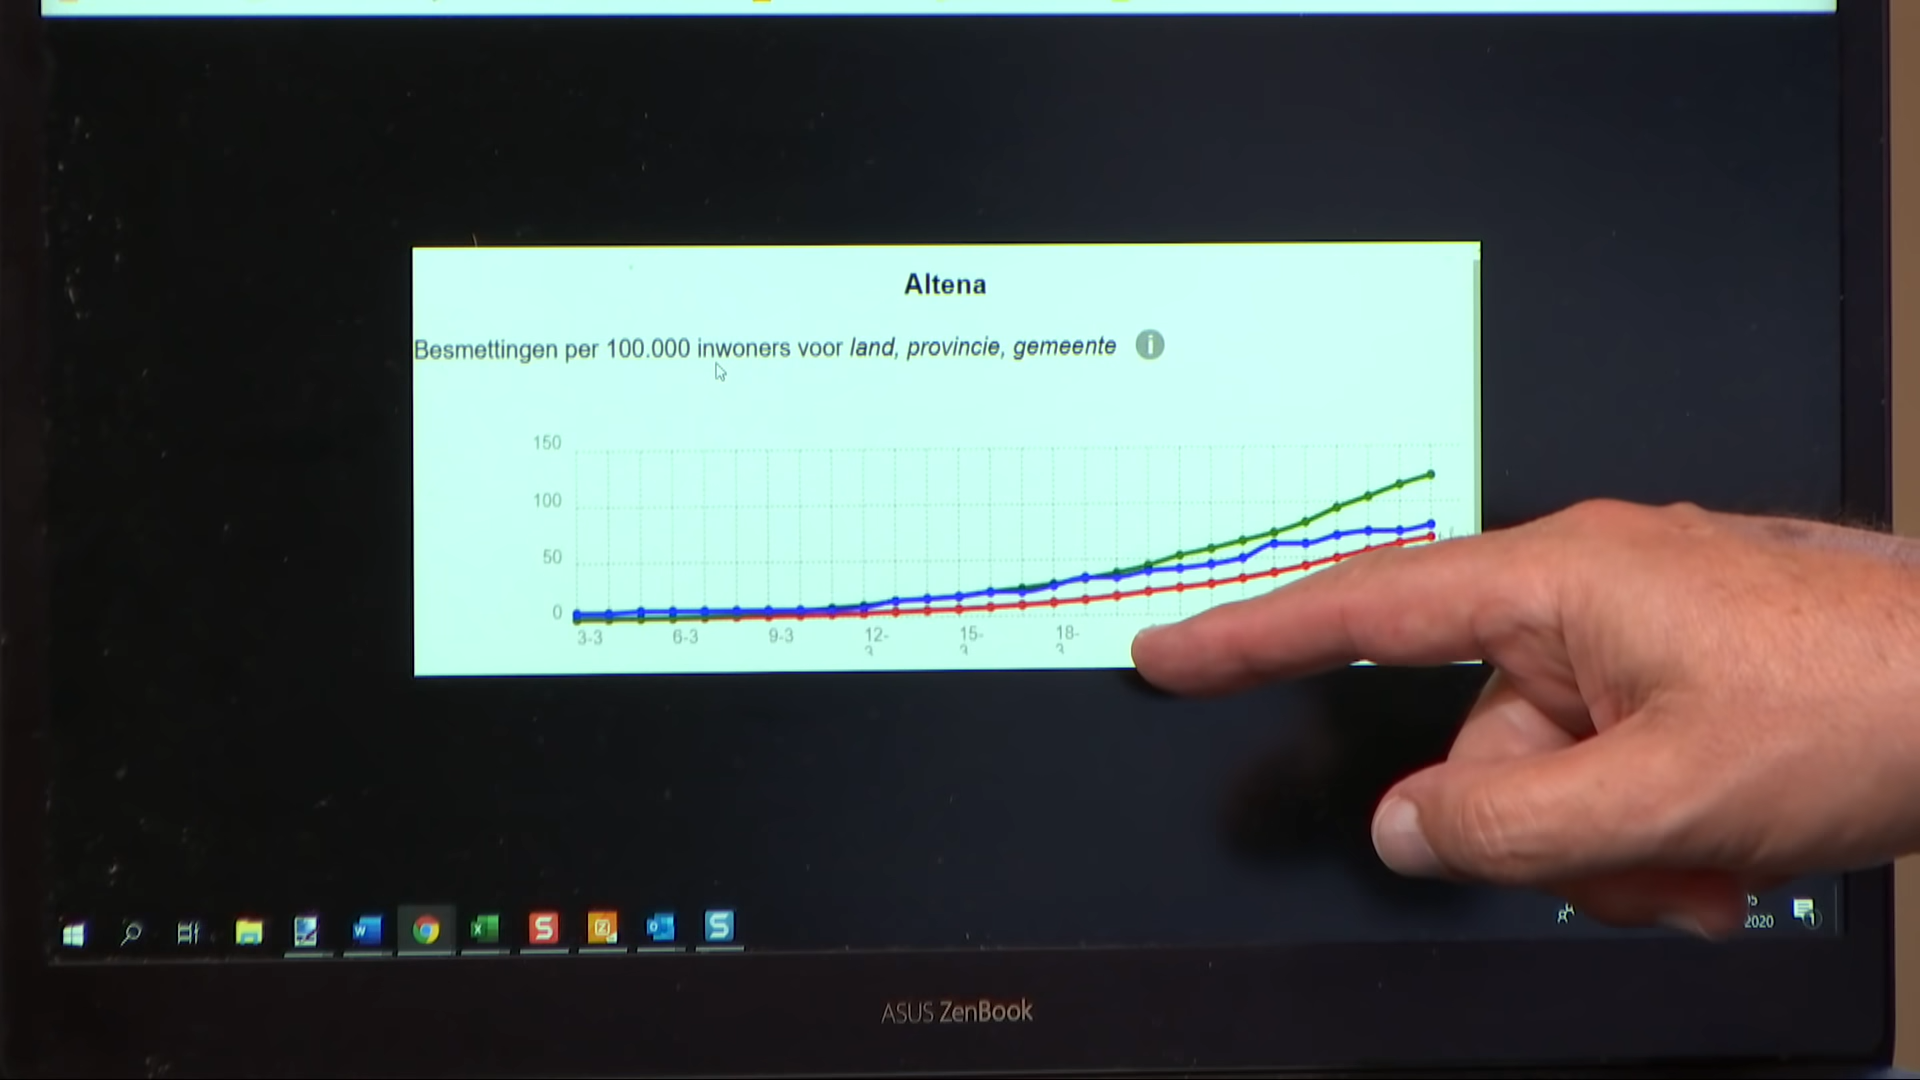 Altena
Besmettingen per 100.000 inwoners voor land, provincie, gemeente
i
150
100
50
0
3-3
6-3
9-3
12-
15-
18-
W
X
S
S
2020
1
ASUS ZenBook